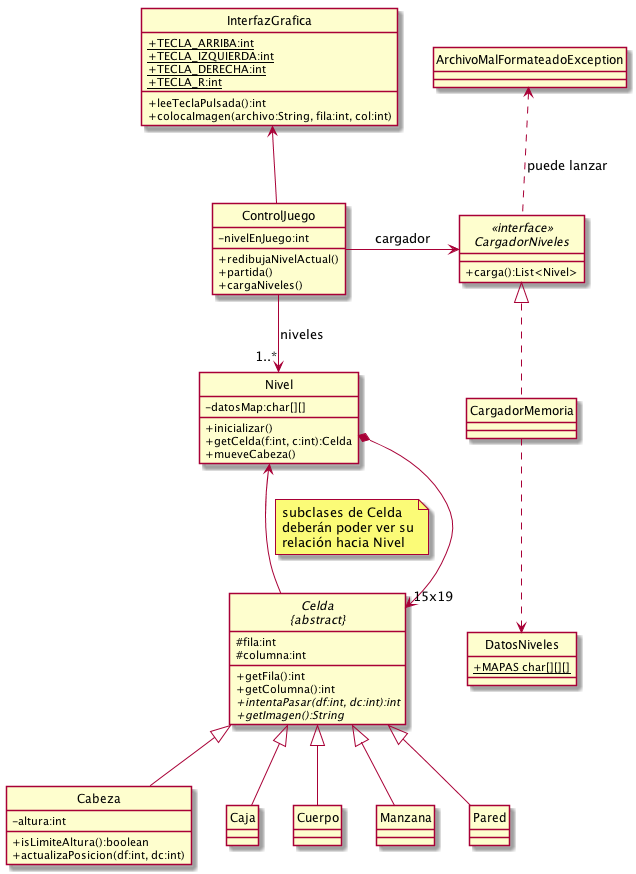 InterfazGrafica
+TECLA_ARRIBA:int
+TECLA_IZQUIERDA:int
+TECLA_DERECHA:int
+TECLA_R:int
+leeTeclaPulsada():int
+colocaImagen(archivo:String, fila:int, col:int)
ArchivoMalFormateadoException
puede lanzar
ControlJuego
-nivelEnJuego:int
+redibujaNivelActual()
+partida()
+cargaNiveles()
cargador
«interface»
CargadorNiveles
+carga():List<Nivel>
niveles
1..*
Nivel
-datosMap:char[][]
+inicializar()
+getCelda(f:int, c:int):Celda
+mueveCabeza()
CargadorMemoria
subclases de Celda
deberán poder ver su
relación hacia Nivel
15x19
Celda
{abstract}
#fila:int
#columna:int
+getFila():int
+getColumna():int
+intentaPasar(df:int, dc:int):int
+getImagen():String
DatosNiveles
+MAPAS char[][][]
Cabeza
-altura:int
+isLimiteAltura():boolean
+actualizaPosicion(df:int, dc:int)
Caja
Cuerpo
Manzana
Pared